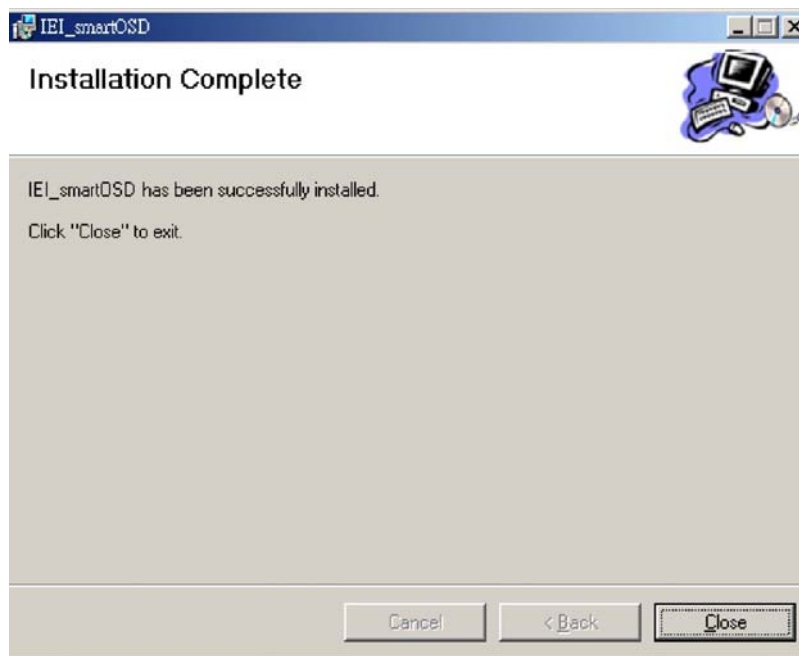 IEI_smartOSD
Installation Complete
IEI_smartOSD has been successfully installed.
Click "Close" to exit.
Cancel
< Back
Close